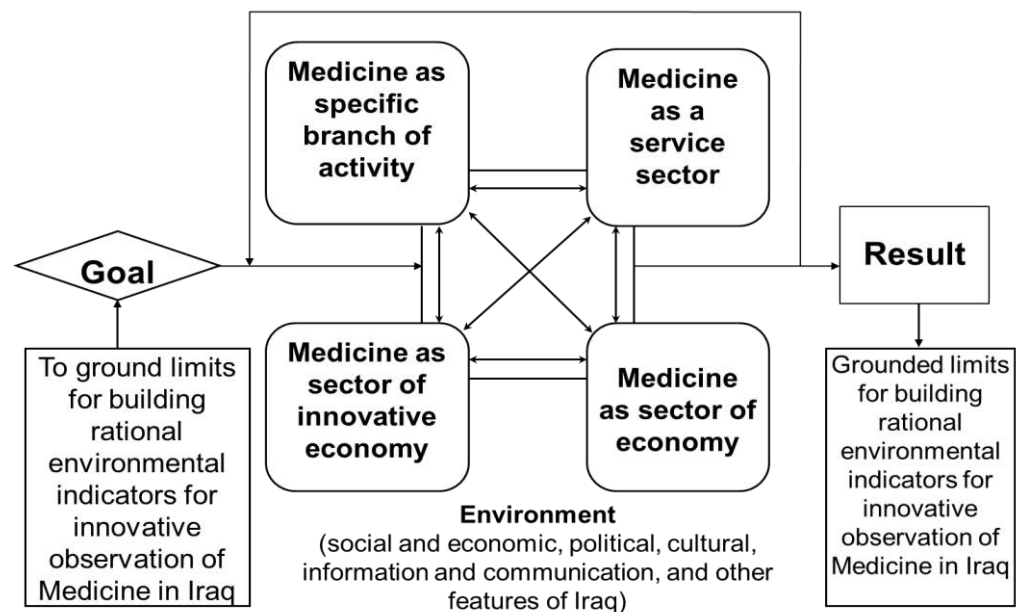 Medicine as
specific
branch of
activity
Medicine
as a
service
sector
Goal
Result
Medicine as
sector of
innovative
economy
Medicine
as sector of
economy
To ground limits
for building
rational
environmental
indicators for
innovative
observation of
Medicine in Iraq
Grounded limits
for building
rational
environmental
indicators for
innovative
observation of
Medicine in Iraq
Environment
(social and economic, political, cultural,
information and communication, and other
features of Iraq)